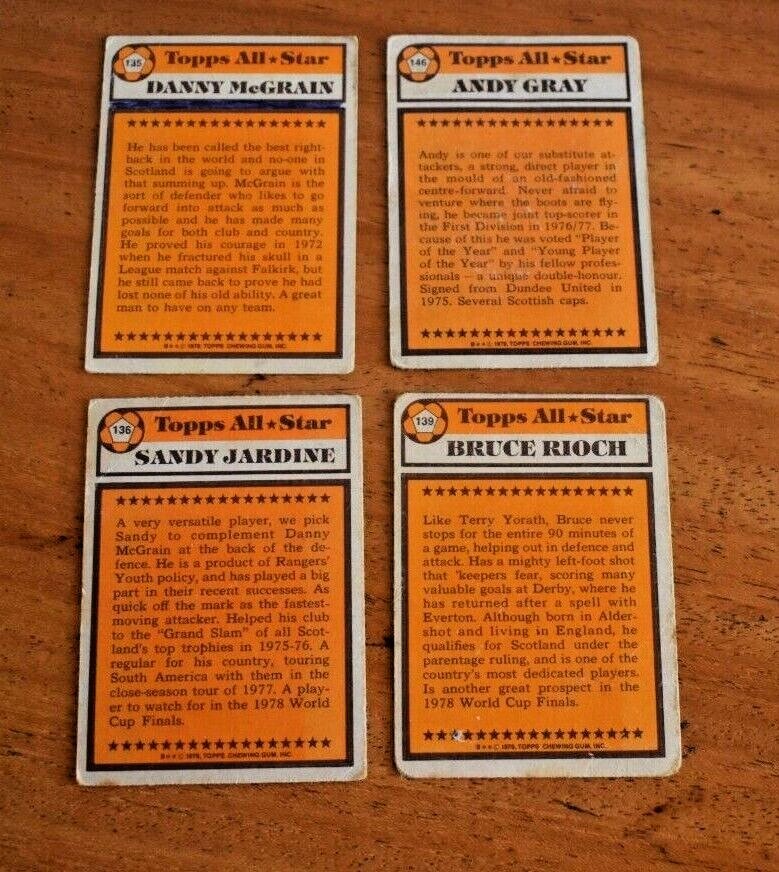 135
Topps All★Star
DANNY McGRAIN
He has been called the best right-
back in the world and no-one in
Scotland is going to argue with
that summing up. McGrain is the
sort of defender who likes to go
forward into attack as much as
possible and he has made many
goals for both club and country.
He proved his courage in 1972
when he fractured his skull in a
League match against Falkirk, but
he still came back to prove he had
lost none of his old ability. A great
man to have on any team.
TOPPS CHEWING GUM, INC.
146
Topps All★Star
ANDY GRAY
Andy is one of our substitute at-
tackers, a strong, direct player in
the mould of an old-fashioned
centre-forward. Never afraid to
venture where the boots are fly-
ing, he became joint top-scorer in
the First Division in 1976/77. Be-
cause of this he was voted "Player
of the Year" and "Young Player
of the Year" by his fellow profes-
sionals – a unique double-honour.
Signed from Dundee United in
1975. Several Scottish caps.
TOPPS CHEWING GUM, INC.
136
Topps All★Star
SANDY JARDINE
A very versatile player, we pick
Sandy to complement Danny
McGrain at the back of the de-
fence. He is a product of Rangers'
Youth policy, and has played a big
part in their recent successes. As
quick off the mark as the fastest-
moving attacker. Helped his club
to the "Grand Slam" of all Scot-
land's top trophies in 1975-76. A
regular for his country, touring
South America with them in the
close-season tour of 1977. A play-
er to watch for in the 1978 World
Cup Finals.
TOPPS CHEWING GUM, INC.
139
Topps All★Star
BRUCE RIOCH
Like Terry Yorath, Bruce never
stops for the entire 90 minutes of
a game, helping out in defence and
attack. Has a mighty left-foot shot
that 'keepers fear, scoring many
valuable goals at Derby, where he
has returned after a spell with
Everton. Although born in Alder-
shot and living in England, he
qualifies for Scotland under the
parentage ruling, and is one of the
country's most dedicated players.
Is another great prospect in the
1978 World Cup Finals.
TOPPS CHEWING GUM, INC.